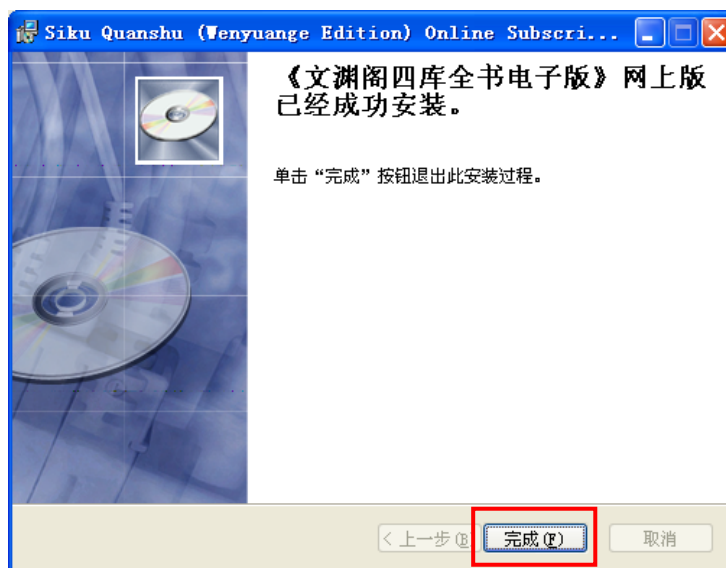 Siku Quanshu (Wenyuange Edition) Online Subscri...
《文渊阁四库全书电子版》网上版
已经成功安装。
单击“完成”按钮退出此安装过程。
< 上一步(B) 完成(F) 取消